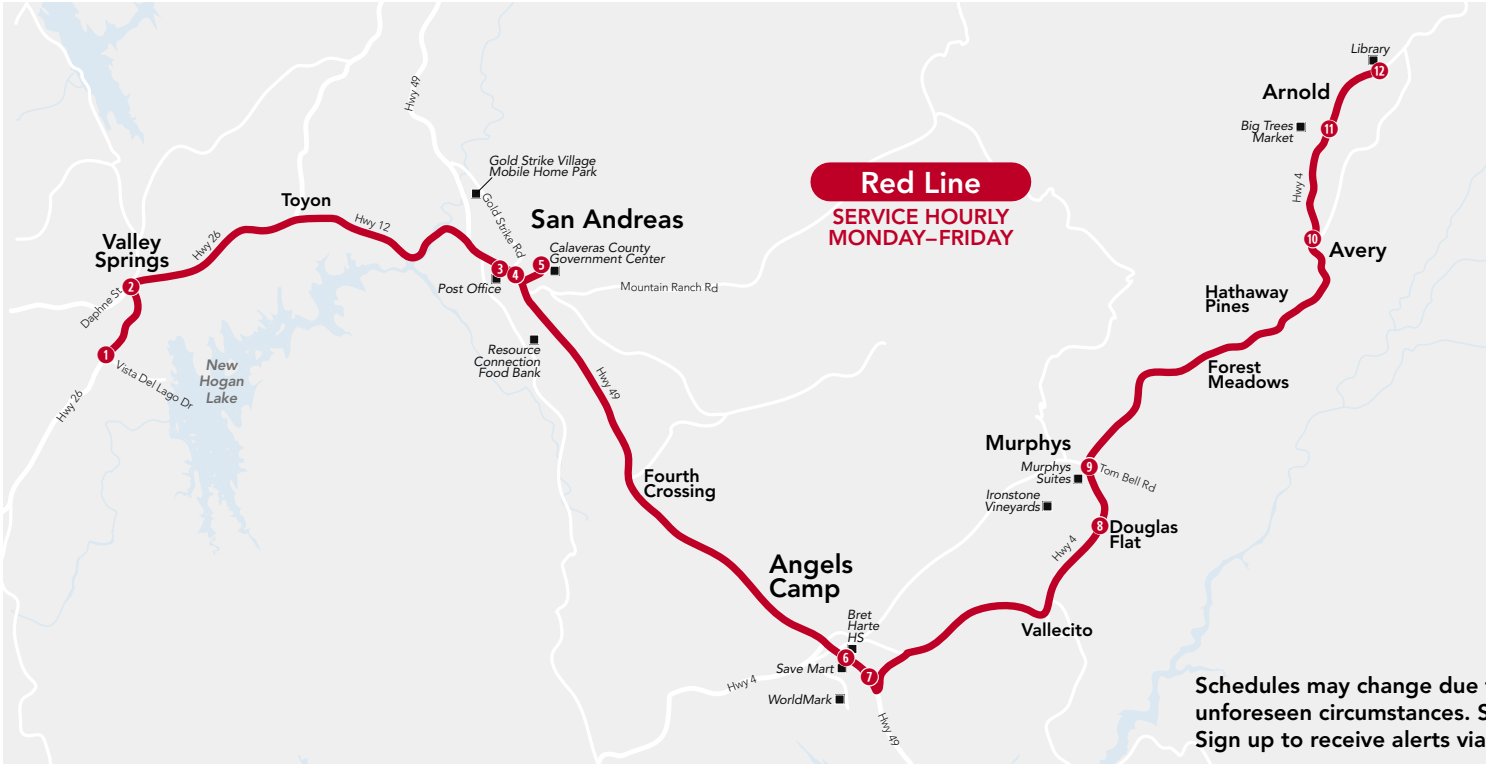 Library
12
Arnold
11
Big Trees
Market
Hwy 4
10
Avery
Hathaway
Pines
Forest
Meadows
Red Line
SERVICE HOURLY
MONDAY–FRIDAY
Hwy 49
Gold Strike Village
Mobile Home Park
Gold Strike Rd
San Andreas
Calaveras County
Government Center
5
3
4
Post Office
Mountain Ranch Rd
Toyon
Hwy 12
Hwy 26
Valley
Springs
2
Daphne St
1
Vista Del Lago Dr
Hwy 26
New
Hogan
Lake
Resource
Connection
Food Bank
Hwy 49
Fourth
Crossing
Murphys
9
Tom Bell Rd
Murphys
Suites
Ironstone
Vineyards
8
Douglas
Flat
Hwy 4
Vallecito
Angels
Camp
Bret
Harte
HS
6
Save Mart
7
Hwy 4
WorldMark
Hwy 49
Schedules may change due
unforeseen circumstances. S
Sign up to receive alerts via